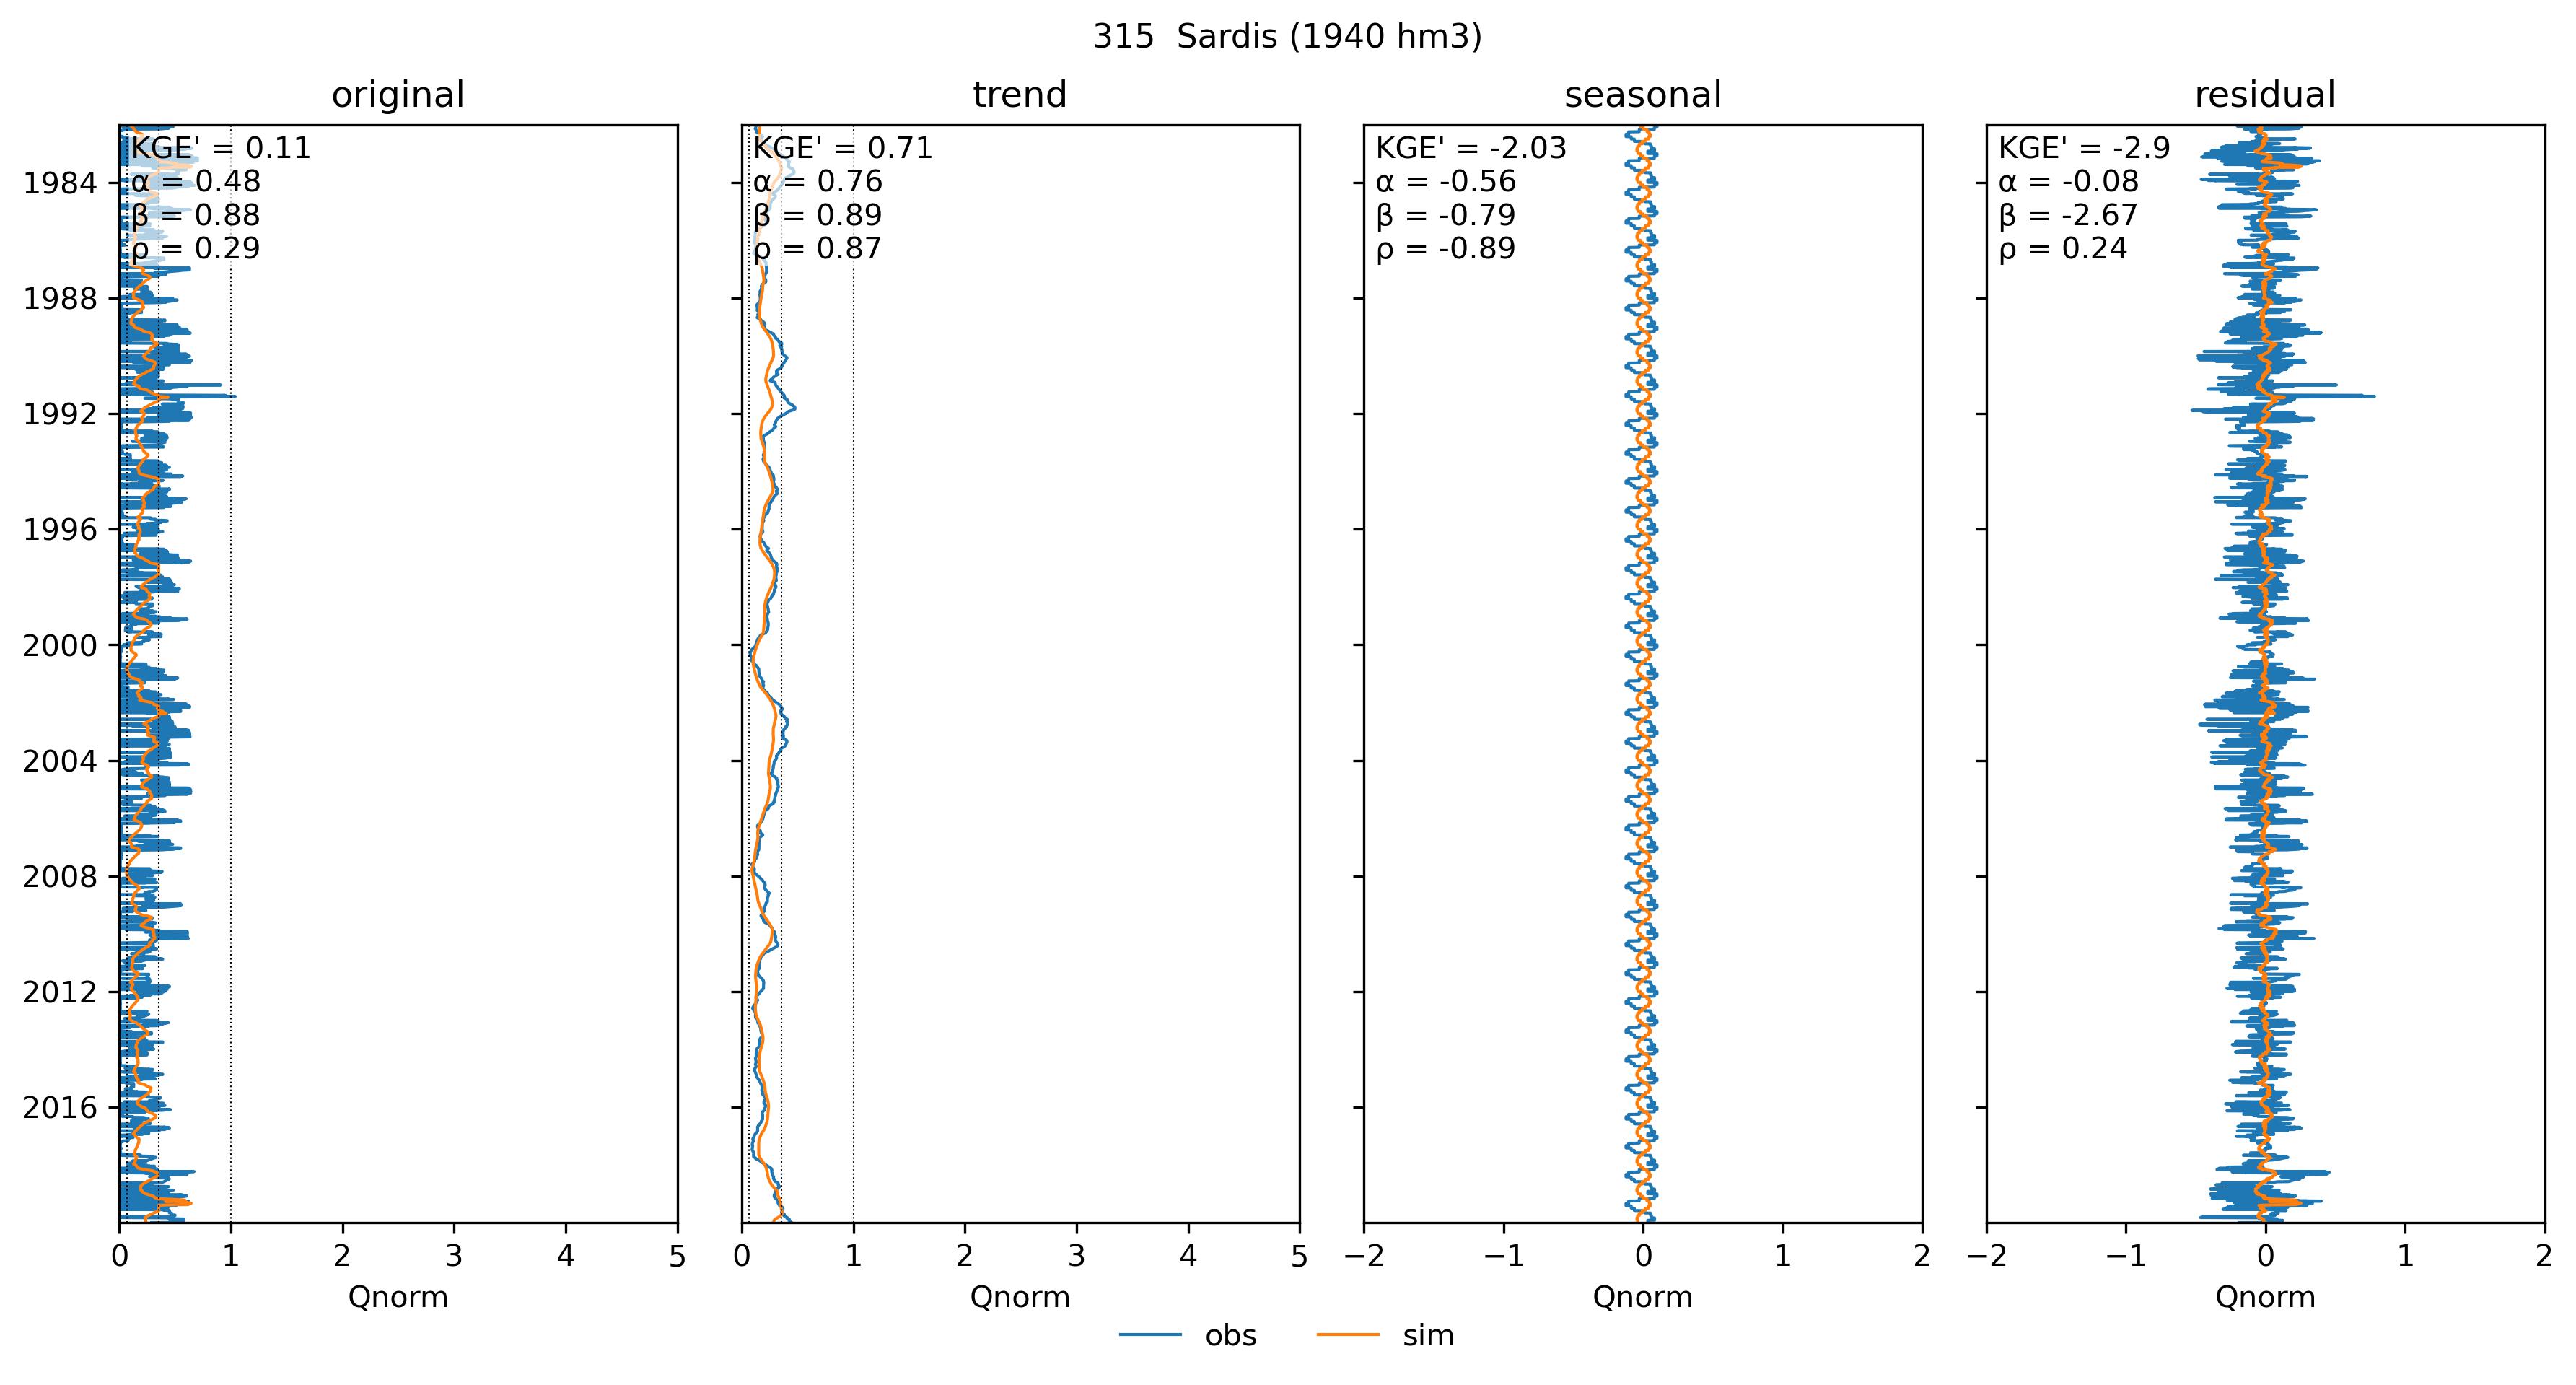 315  Sardis (1940 hm3)
original
KGE' = 0.11
α = 0.48
β = 0.88
ρ = 0.29
1984
1988
1992
1996
2000
2004
2008
2012
2016
0 1 2 3 4 5
Qnorm
trend
KGE' = 0.71
α = 0.76
β = 0.89
ρ = 0.87
0 1 2 3 4 5
Qnorm
seasonal
KGE' = -2.03
α = -0.56
β = -0.79
ρ = -0.89
−2 −1 0 1 2
Qnorm
residual
KGE' = -2.9
α = -0.08
β = -2.67
ρ = 0.24
−2 −1 0 1 2
Qnorm
obs sim